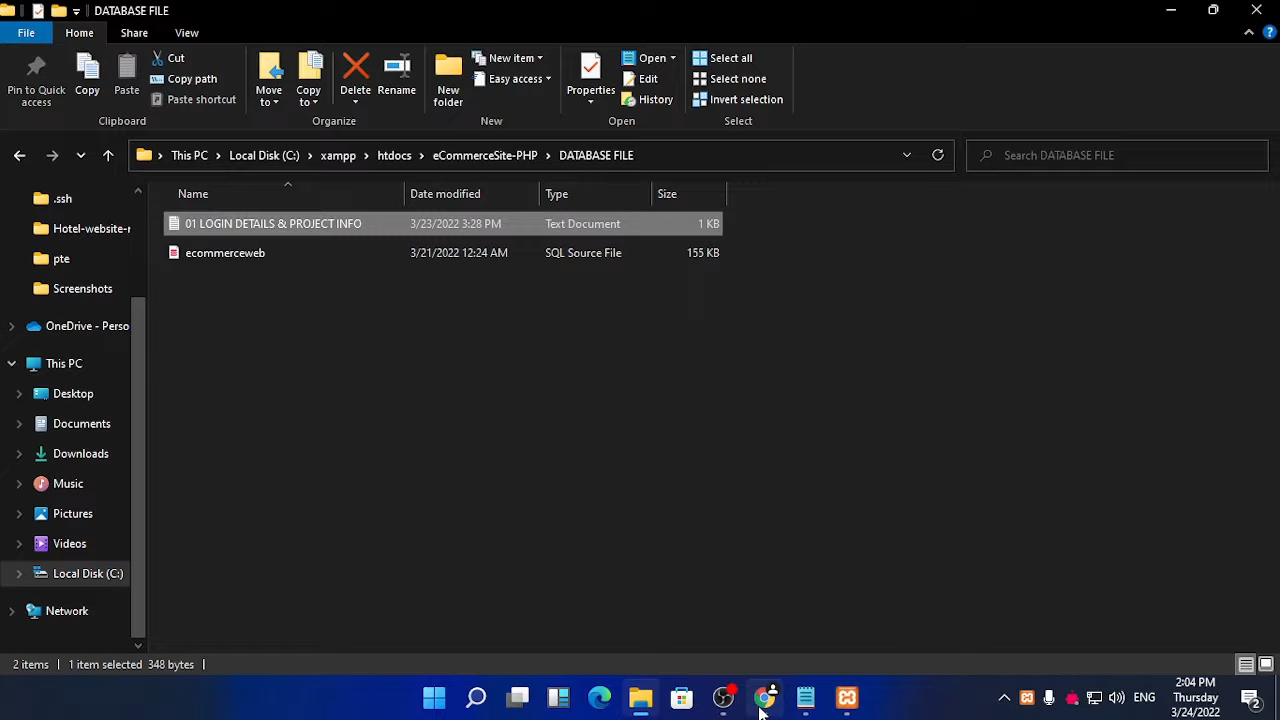 DATABASE FILE
File Home Share View
Pin to Quick access
Copy
Paste
Cut
Copy path
Paste shortcut
Clipboard
Move to
Copy to
Delete
Rename
Organize
New folder
New item
Easy access
New
Properties
Open
Edit
History
Open
Select all
Select none
Invert selection
Select
This PC > Local Disk (C:) > xampp > htdocs > eCommerceSite-PHP > DATABASE FILE
Search DATABASE FILE
Name Date modified Type Size
01 LOGIN DETAILS & PROJECT INFO 3/23/2022 3:28 PM Text Document 1 KB
ecommerceweb 3/21/2022 12:24 AM SQL Source File 155 KB
.ssh
Hotel-website-r
pte
Screenshots
OneDrive - Perso
This PC
Desktop
Documents
Downloads
Music
Pictures
Videos
Local Disk (C:)
Network
2 items 1 item selected 348 bytes
ENG
2:04 PM
Thursday
3/24/2022
2